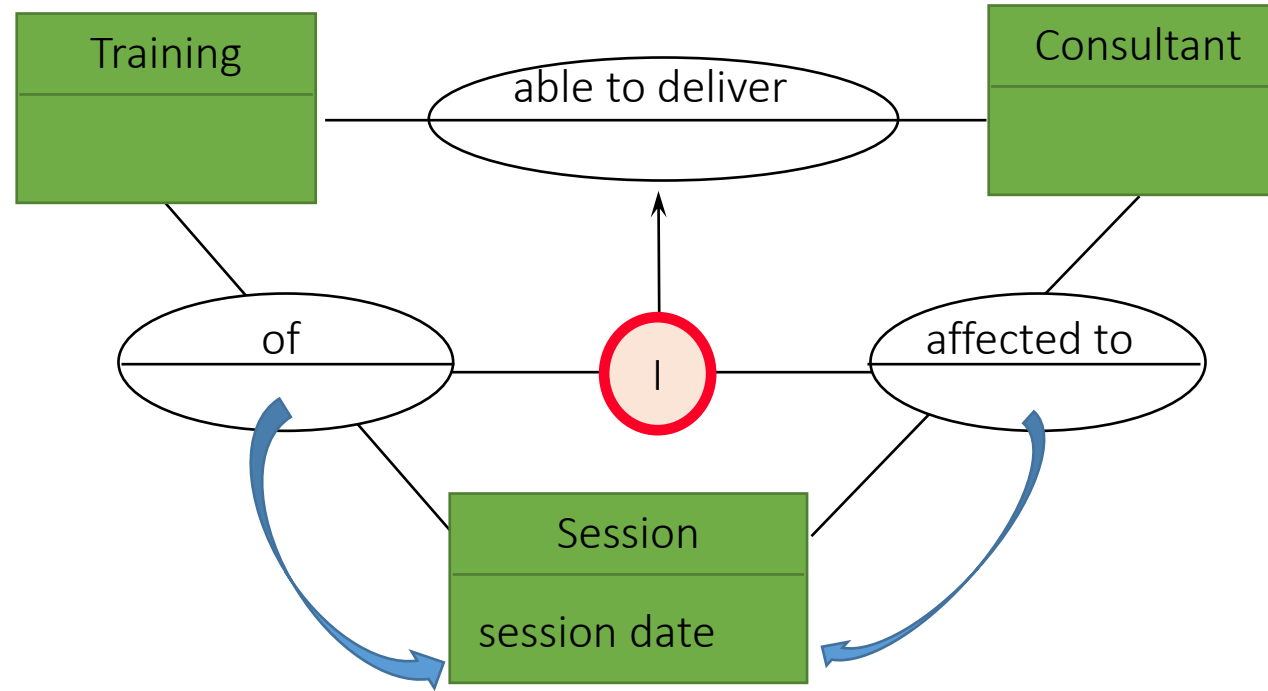 Training
Consultant
able to deliver
of
I
affected to
Session
session date